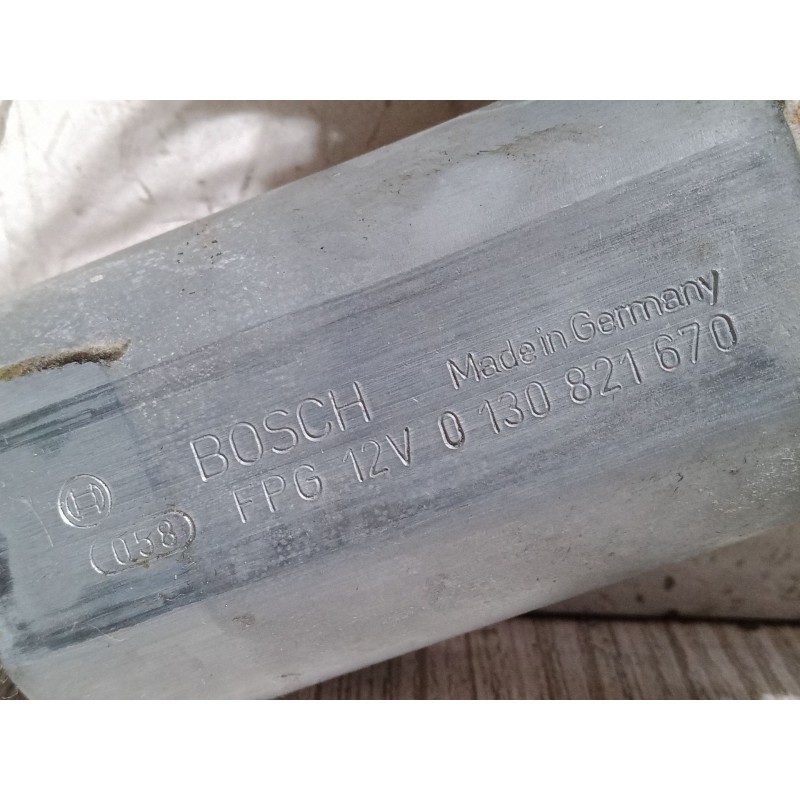 Made in Germany
BOSCH
FPG 12V 0 130 821 670
058